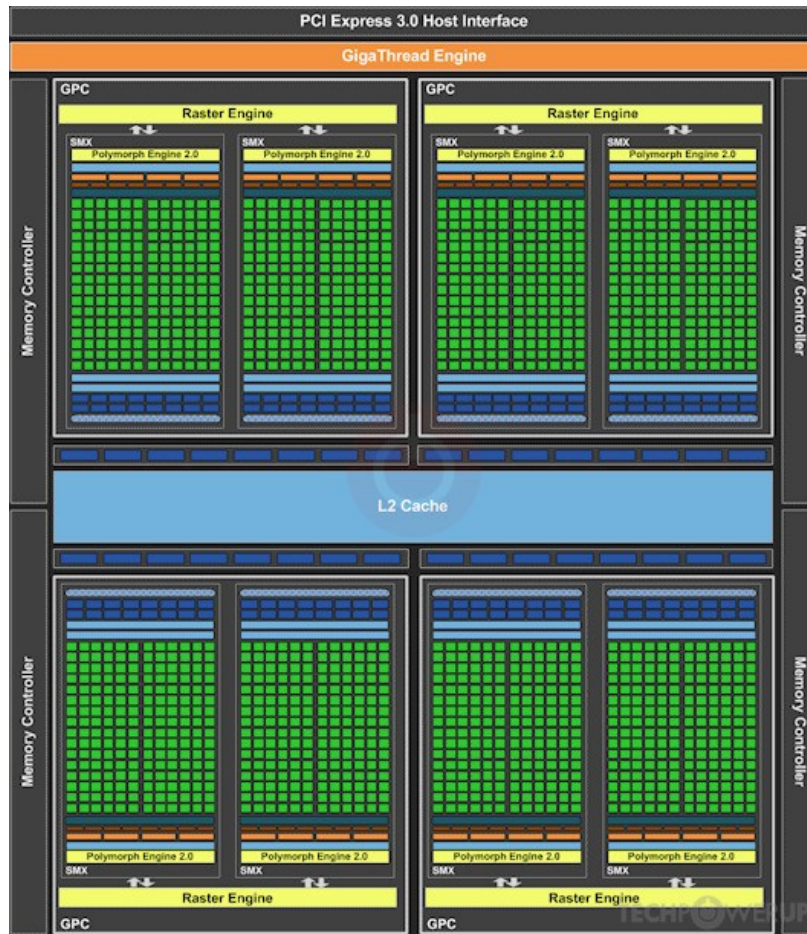 PCI Express 3.0 Host Interface
GigaThread Engine
GPC
GPC
Raster Engine
Raster Engine
SMX
SMX
SMX
SMX
Polymorph Engine 2.0
Polymorph Engine 2.0
Polymorph Engine 2.0
Polymorph Engine 2.0
Memory Controller
Memory Controller
L2 Cache
Memory Controller
Memory Controller
Polymorph Engine 2.0
Polymorph Engine 2.0
Polymorph Engine 2.0
Polymorph Engine 2.0
SMX
SMX
SMX
SMX
Raster Engine
Raster Engine
GPC
GPC
TECHPOWERUP